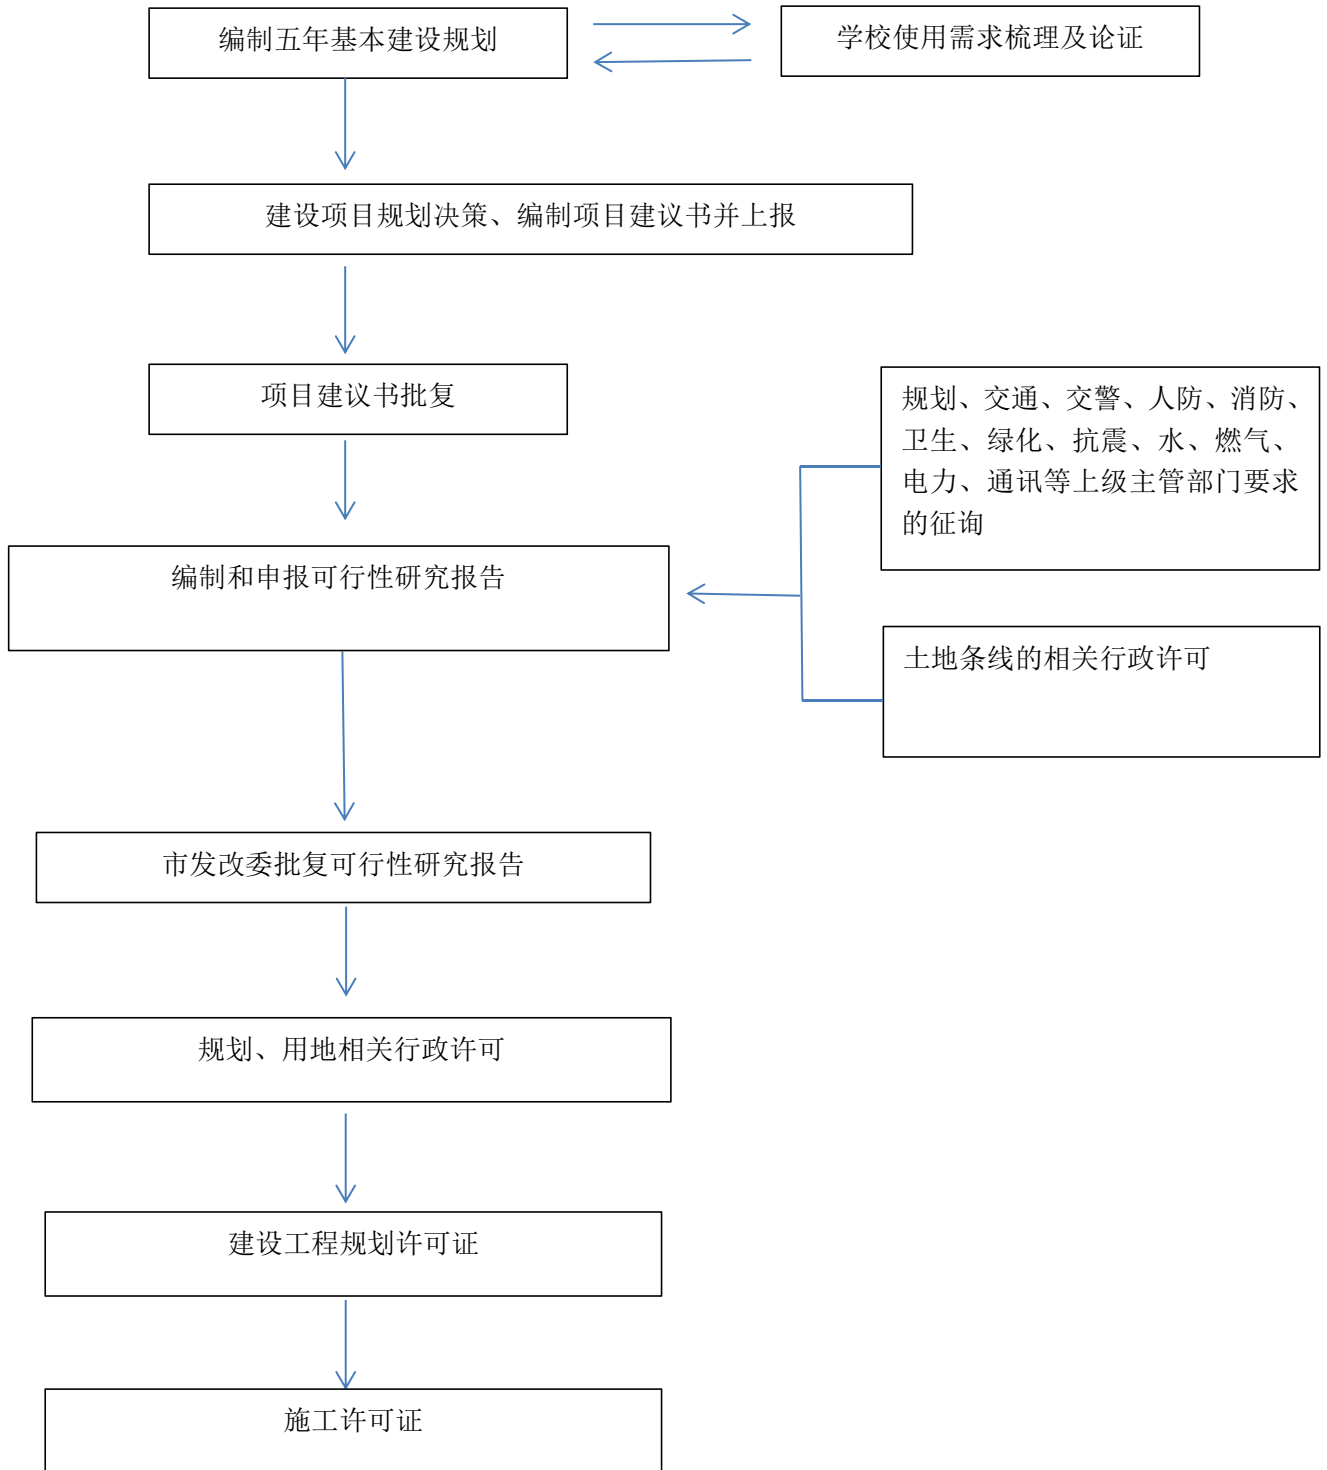 编制五年基本建设规划
学校使用需求梳理及论证
建设项目规划决策、编制项目建议书并上报
项目建议书批复
规划、交通、交警、人防、消防、
卫生、绿化、抗震、水、燃气、
电力、通讯等上级主管部门要求
的征询
编制和申报可行性研究报告
土地条线的相关行政许可
市发改委批复可行性研究报告
规划、用地相关行政许可
建设工程规划许可证
施工许可证